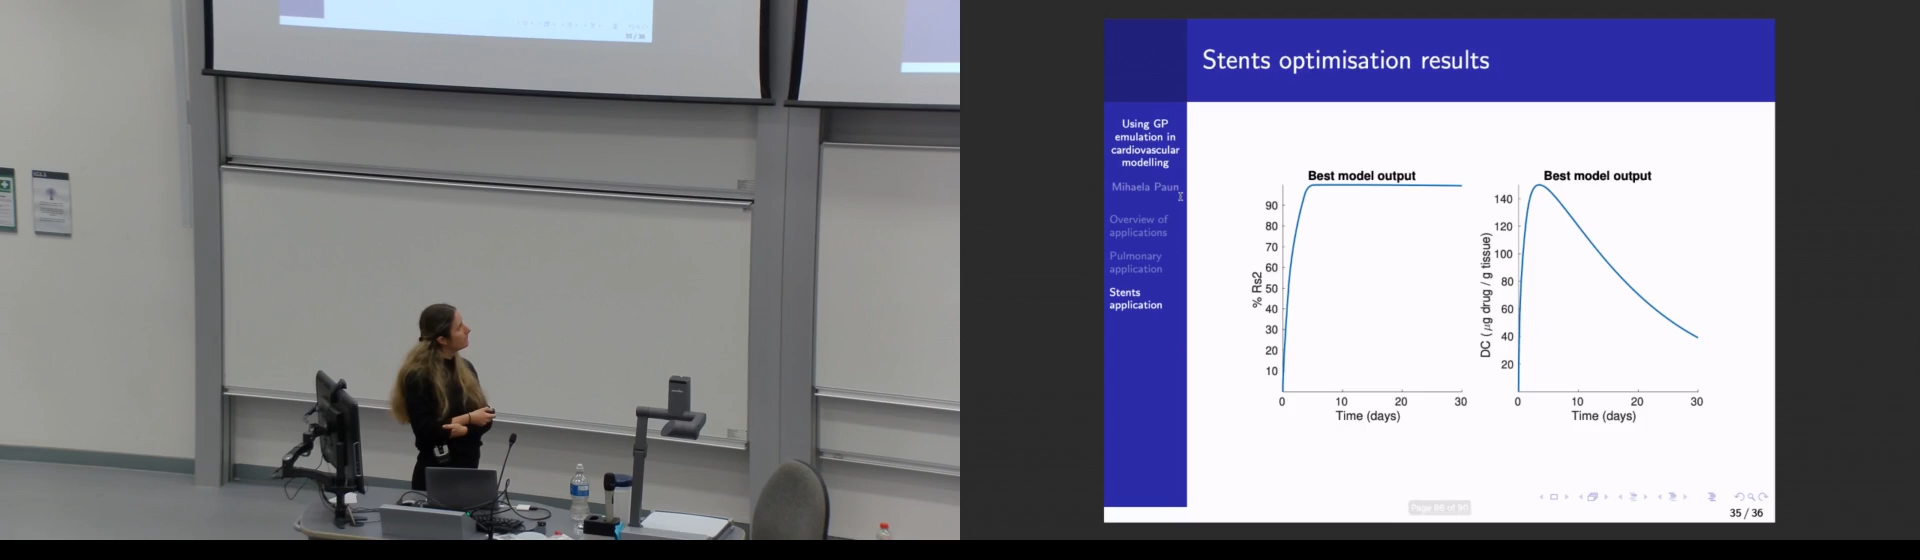 35 / 36
Stents optimisation results
Using GP
emulation in
cardiovascular
modelling
Mihaela Paun
Overview of
applications
Pulmonary
application
Stents
application
Best model output
% Rs2
90
80
70
60
50
40
30
20
10
0 10 20 30
Time (days)
Best model output
DC ( μg drug / g tissue)
140
120
100
80
60
40
20
0 10 20 30
Time (days)
35 / 36